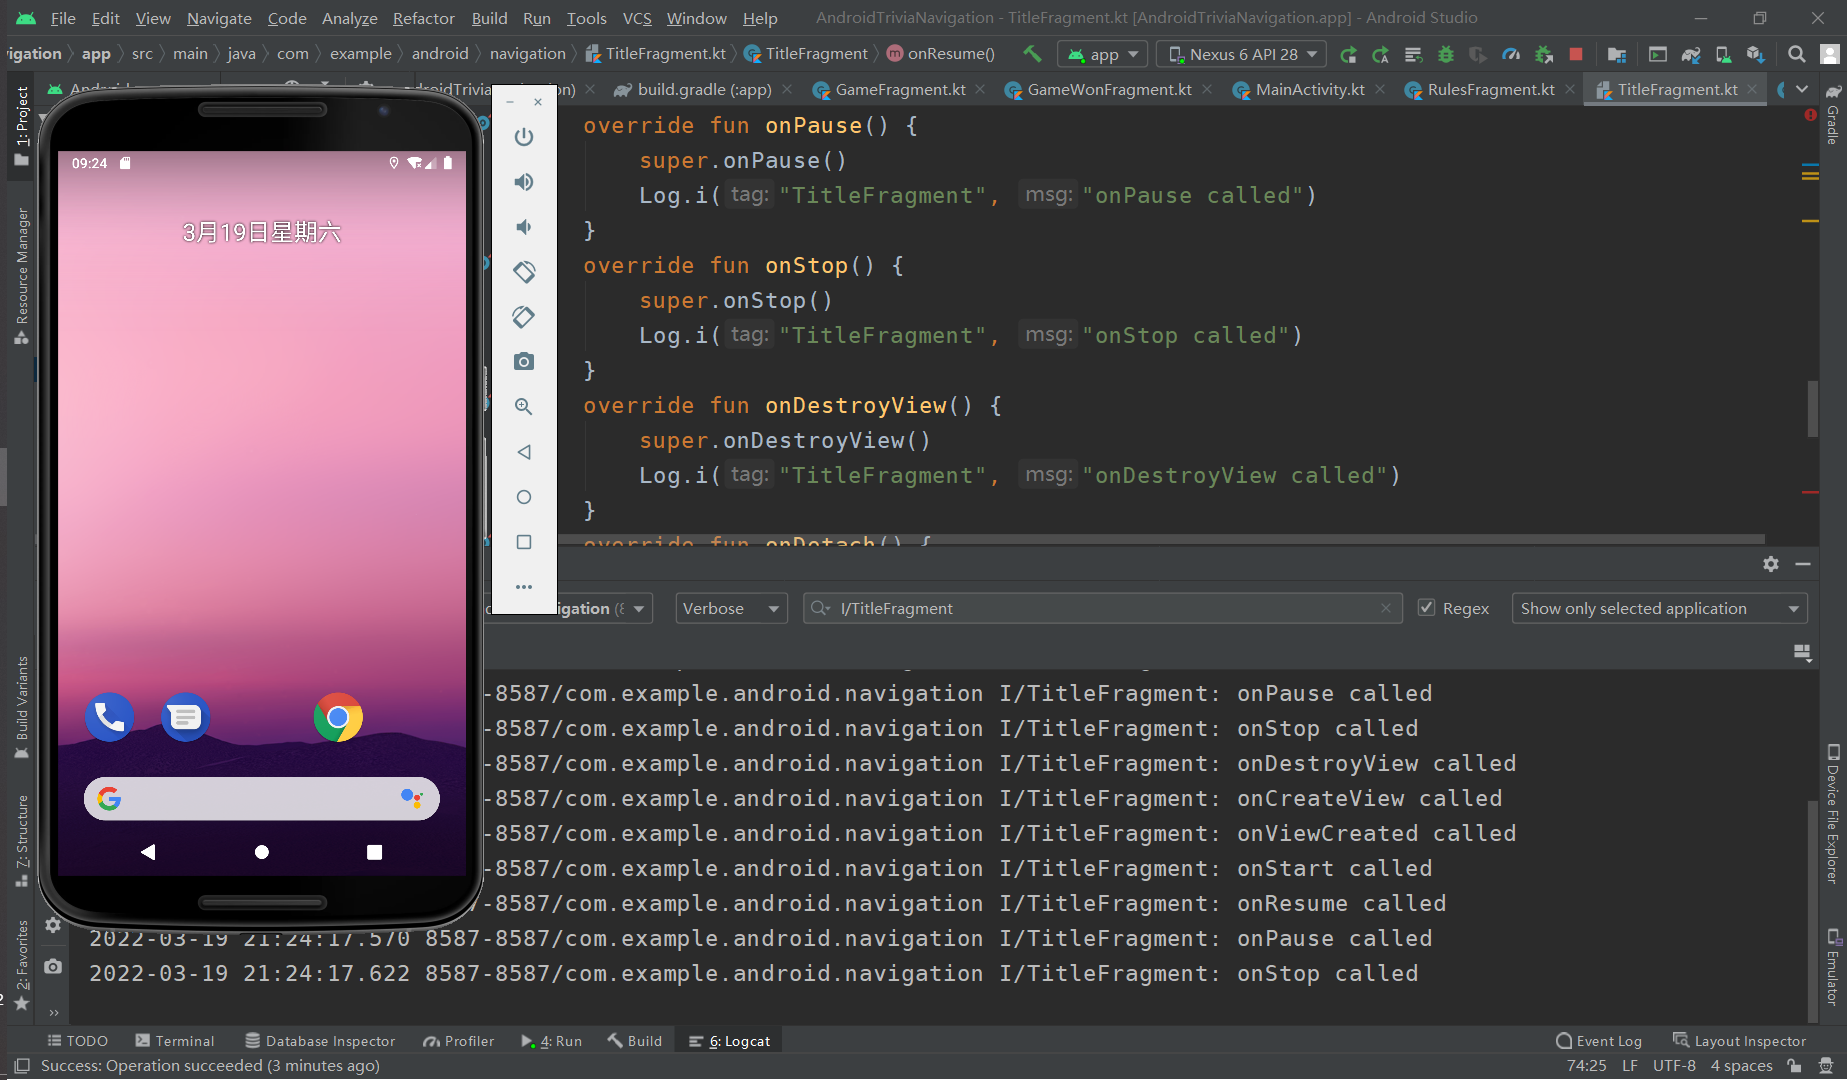 File Edit View Navigate Code Analyze Refactor Build Run Tools VCS Window Help AndroidTriviaNavigation - TitleFragment.kt [AndroidTriviaNavigation.app] - Android Studio
vigation app src main java com example android navigation TitleFragment.kt TitleFragment onResume() app Nexus 6 API 28
build.gradle (:app) GameFragment.kt GameWonFragment.kt MainActivity.kt RulesFragment.kt TitleFragment.kt
1: Project
Resource Manager
Build Variants
7: Structure
2: Favorites
09:24
3月19日星期六
override fun onPause() {
super.onPause()
Log.i( tag: "TitleFragment", msg: "onPause called")
}
override fun onStop() {
super.onStop()
Log.i( tag: "TitleFragment", msg: "onStop called")
}
override fun onDestroyView() {
super.onDestroyView()
Log.i( tag: "TitleFragment", msg: "onDestroyView called")
}
override fun onDetach() {
Gradle
Device File Explorer
Emulator
igation (8 Verbose I/TitleFragment Regex Show only selected application
-8587/com.example.android.navigation I/TitleFragment: onPause called
-8587/com.example.android.navigation I/TitleFragment: onStop called
-8587/com.example.android.navigation I/TitleFragment: onDestroyView called
-8587/com.example.android.navigation I/TitleFragment: onCreateView called
-8587/com.example.android.navigation I/TitleFragment: onViewCreated called
-8587/com.example.android.navigation I/TitleFragment: onStart called
-8587/com.example.android.navigation I/TitleFragment: onResume called
2022-03-19 21:24:17.570 8587-8587/com.example.android.navigation I/TitleFragment: onPause called
2022-03-19 21:24:17.622 8587-8587/com.example.android.navigation I/TitleFragment: onStop called
TODO Terminal Database Inspector Profiler 4: Run Build 6: Logcat Event Log Layout Inspector
Success: Operation succeeded (3 minutes ago) 74:25 LF UTF-8 4 spaces